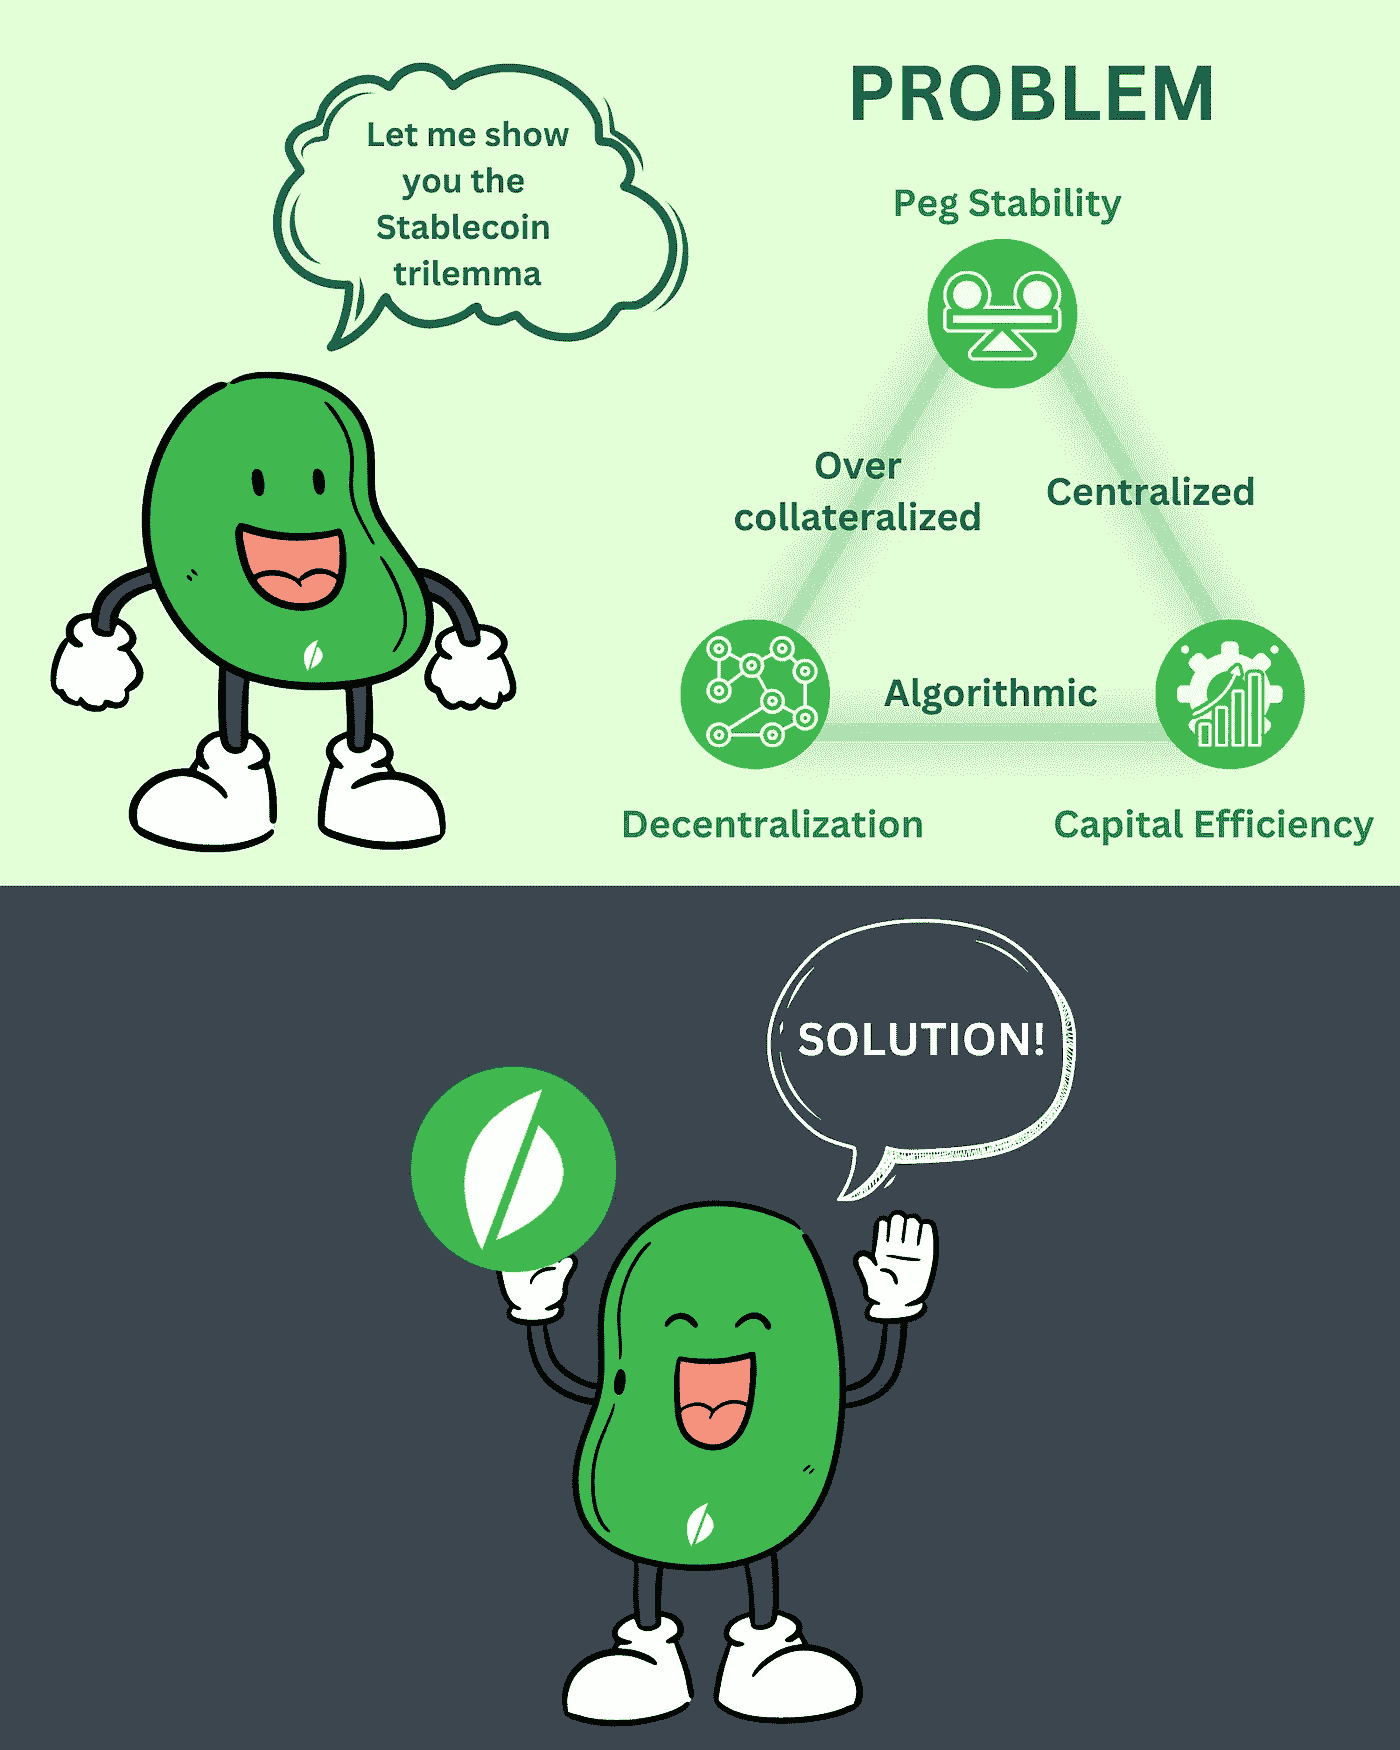 Let me show
you the
Stablecoin
trilemma
PROBLEM
Peg Stability
Over
collateralized
Centralized
Algorithmic
Decentralization
Capital Efficiency
SOLUTION!